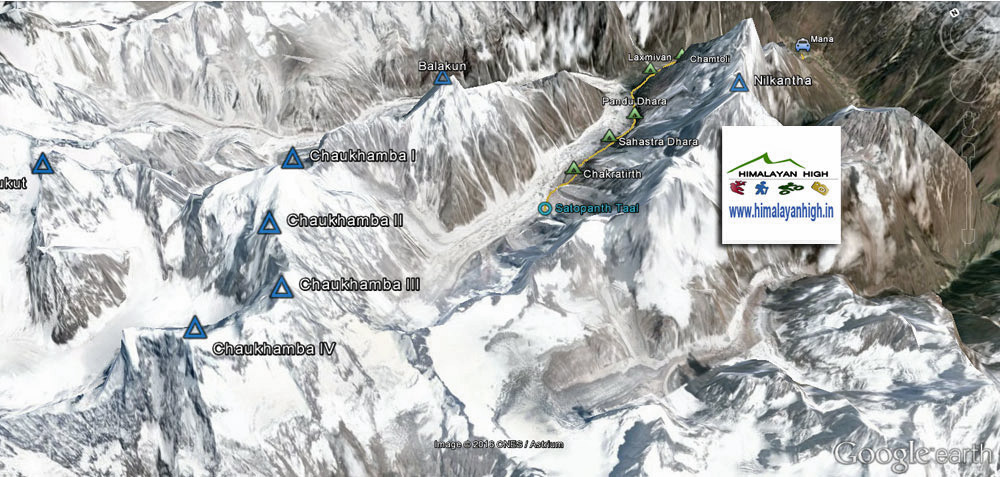 Mana
Laxmivan
Chamtoli
Balakun
Nilkantha
Pandu Dhara
Sahastra Dhara
Chaukhamba I
ukut
Chakratirth
HIMALAYAN HIGH
www.himalayanhigh.in
Satopanth Taal
Chaukhamba II
Chaukhamba III
Chaukhamba IV
Image © 2016 CNES / Astrium
Google earth